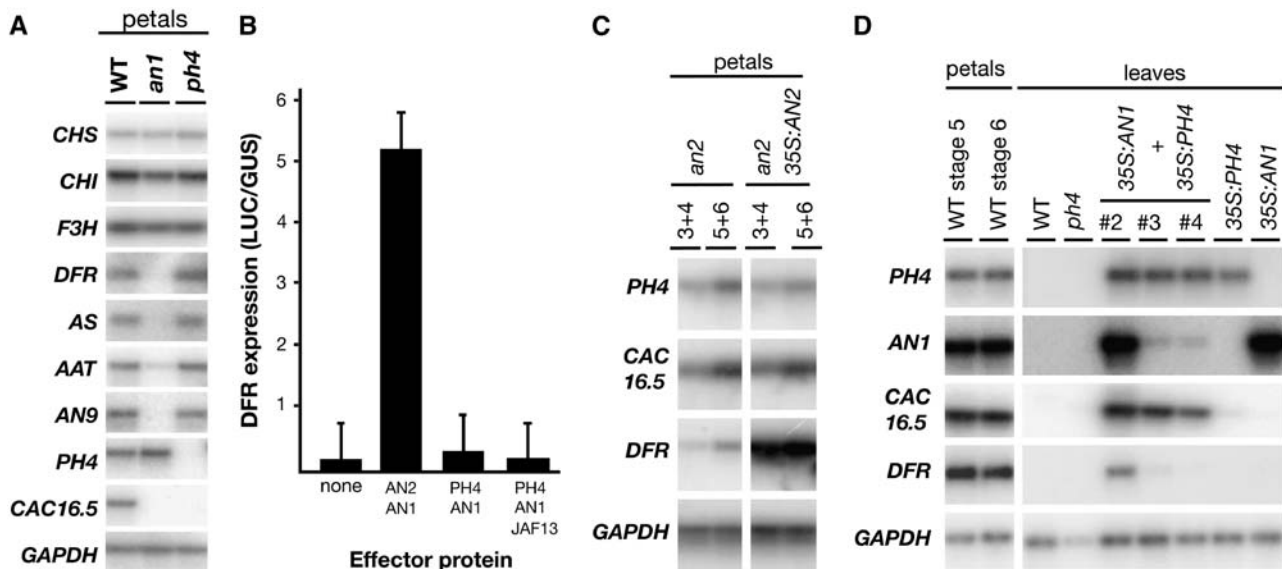 A
petals
WT
an1
ph4
CHS
CHI
F3H
DFR
AS
AAT
AN9
PH4
CAC16.5
GAPDH
B
DFR expression (LUC/GUS)
6
5
4
3
2
1
none
AN2
AN1
PH4
AN1
PH4
AN1
JAF13
Effector protein
C
petals
an2
an2
35S:AN2
3+4
5+6
3+4
5+6
PH4
CAC
16.5
DFR
GAPDH
D
petals
leaves
WT stage 5
WT stage 6
WT
ph4
35S:AN1
+
35S:PH4
#2
#3
#4
35S:PH4
35S:AN1
PH4
AN1
CAC
16.5
DFR
GAPDH